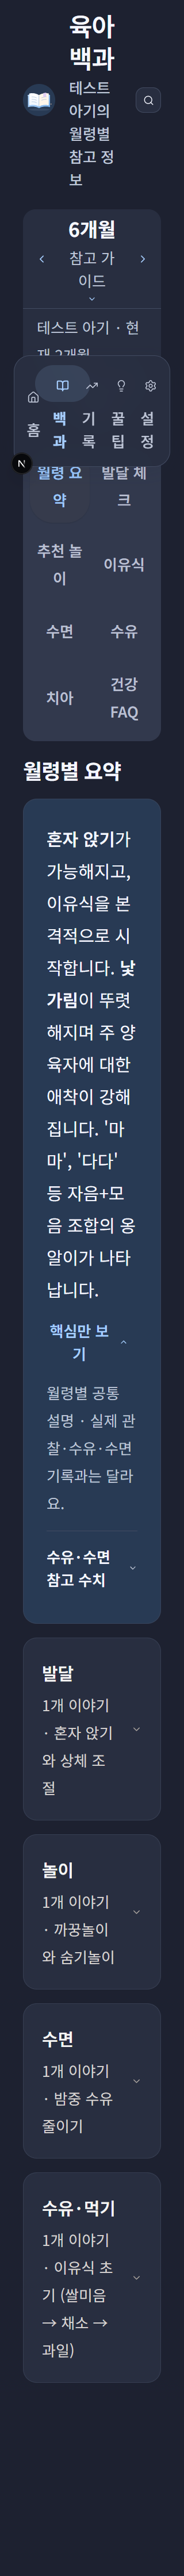 육아
백과
테스트
아기의
월령별
참고 정
보
6개월
참고 가
이드
테스트 아기 · 현
재 2개월
홈
백
과
기
록
꿀
팁
설
정
N
월령 요
약
발달 체
크
추천 놀
이
이유식
수면
수유
치아
건강
FAQ
월령별 요약
혼자 앉기가
가능해지고,
이유식을 본
격적으로 시
작합니다. 낯
가림이 뚜렷
해지며 주 양
육자에 대한
애착이 강해
집니다. '마
마', '다다'
등 자음+모
음 조합의 옹
알이가 나타
납니다.
핵심만 보
기
월령별 공통
설명 · 실제 관
찰·수유·수면
기록과는 달라
요.
수유·수면
참고 수치
발달
1개 이야기
· 혼자 앉기
와 상체 조
절
놀이
1개 이야기
· 까꿍놀이
와 숨기놀이
수면
1개 이야기
· 밤중 수유
줄이기
수유·먹기
1개 이야기
· 이유식 초
기 (쌀미음
→ 채소 →
과일)